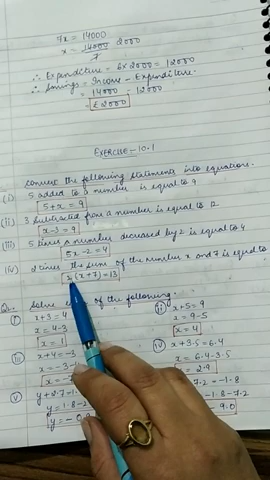 7x = 14000
x = 14000 2000
7
∴ Expenditure = 6x2000 = 12000
∴ Savings = Income - Expenditure.
= 14000 - 12000
= £2000
EXERCISE-10.1
Convert the following statements into equations.
(i) 5 added to a number is equal to 9
5+x = 9
(ii) 3 subtracted from a number is equal to 12
x-3 = 9
(iii) 5 times a number decreased by 2 is equal to 4
5x-2=4
(iv) 2 times the sum of the number x and 7 is equal to
(x+7)=13
Solve of the following.
(i) x+3=4
x = 4-3
x = 1
(ii) x+5=9
x = 9-5
x = 4
(iii) x+4=-3
x = -3
x =
(iv) x+3.5=6.4
x = 6.4-3.5
= 2.9
(v) y+2.7=1.
y = 1.8-2
y = -0.9
7.2 = -1.8
-1.8-7.2
-9.0